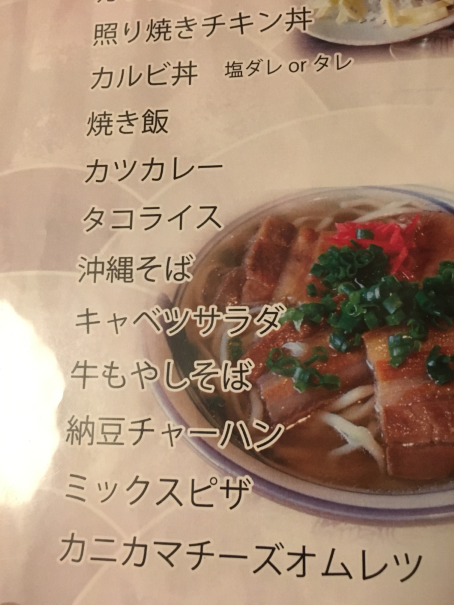 照り焼きチキン丼
カルビ丼 塩ダレ or タレ
焼き飯
カツカレー
タコライス
沖縄そば
キャベツサラダ
牛もやしそば
納豆チャーハン
ミックスピザ
カニカマチーズオムレツ